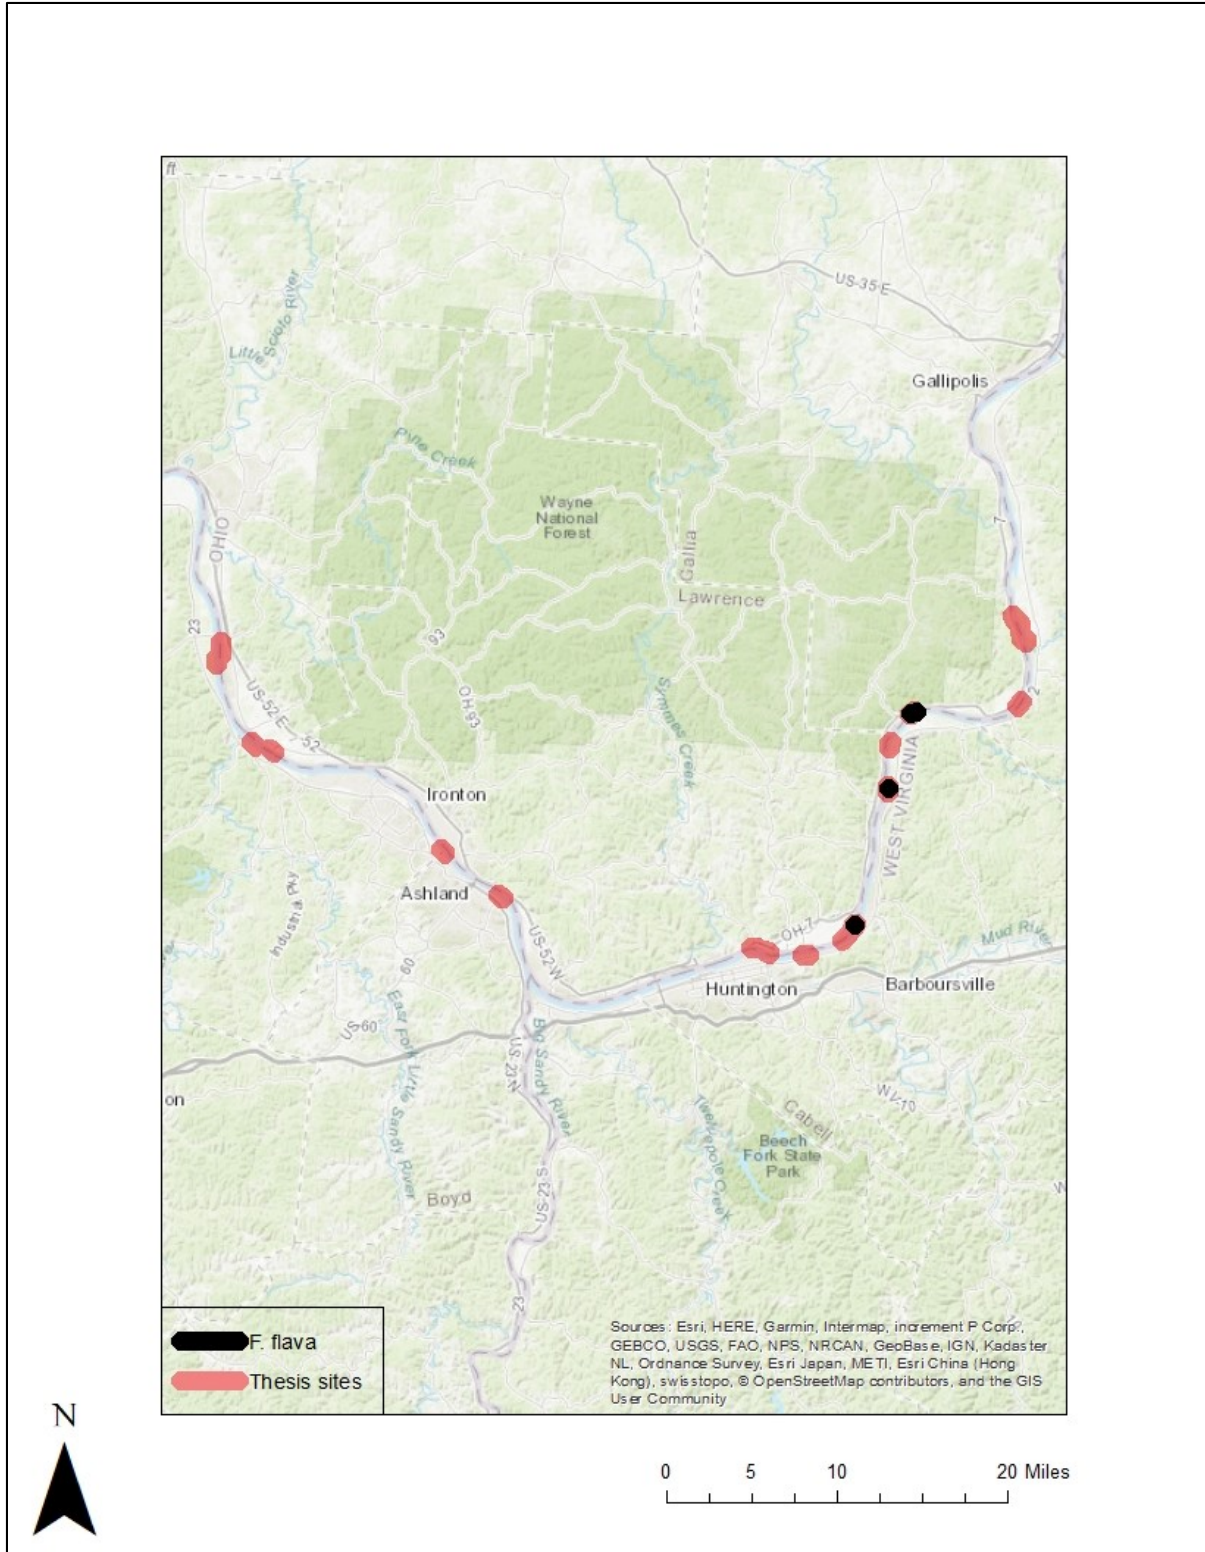 ft
Little Scioto River
US-35 E
Gallipolis
Pine Creek
Wayne
National
Forest
OHIO
7
Gallia
Lawrence
23
93
US-52 E
52
OH-93
Symmes Creek
2
WEST VIRGINIA
Ironton
Ashland
Industrial Pky
US-52 W
OH-7
7
Mud River
Huntington
Barboursville
60
US-60
East Fork Little Sandy River
Big Sandy River
US-23 N
on
Twelvepole Creek
WV-10
Cabell
Beech
Fork State
Park
W
Boyd
US-23 S
23
F. flava
Thesis sites
Sources: Esri, HERE, Garmin, Intermap, increment P Corp.,
GEBCO, USGS, FAO, NPS, NRCAN, GeoBase, IGN, Kadaster
NL, Ordnance Survey, Esri Japan, METI, Esri China (Hong
Kong), swisstopo, © OpenStreetMap contributors, and the GIS
User Community
N
0 5 10 20 Miles